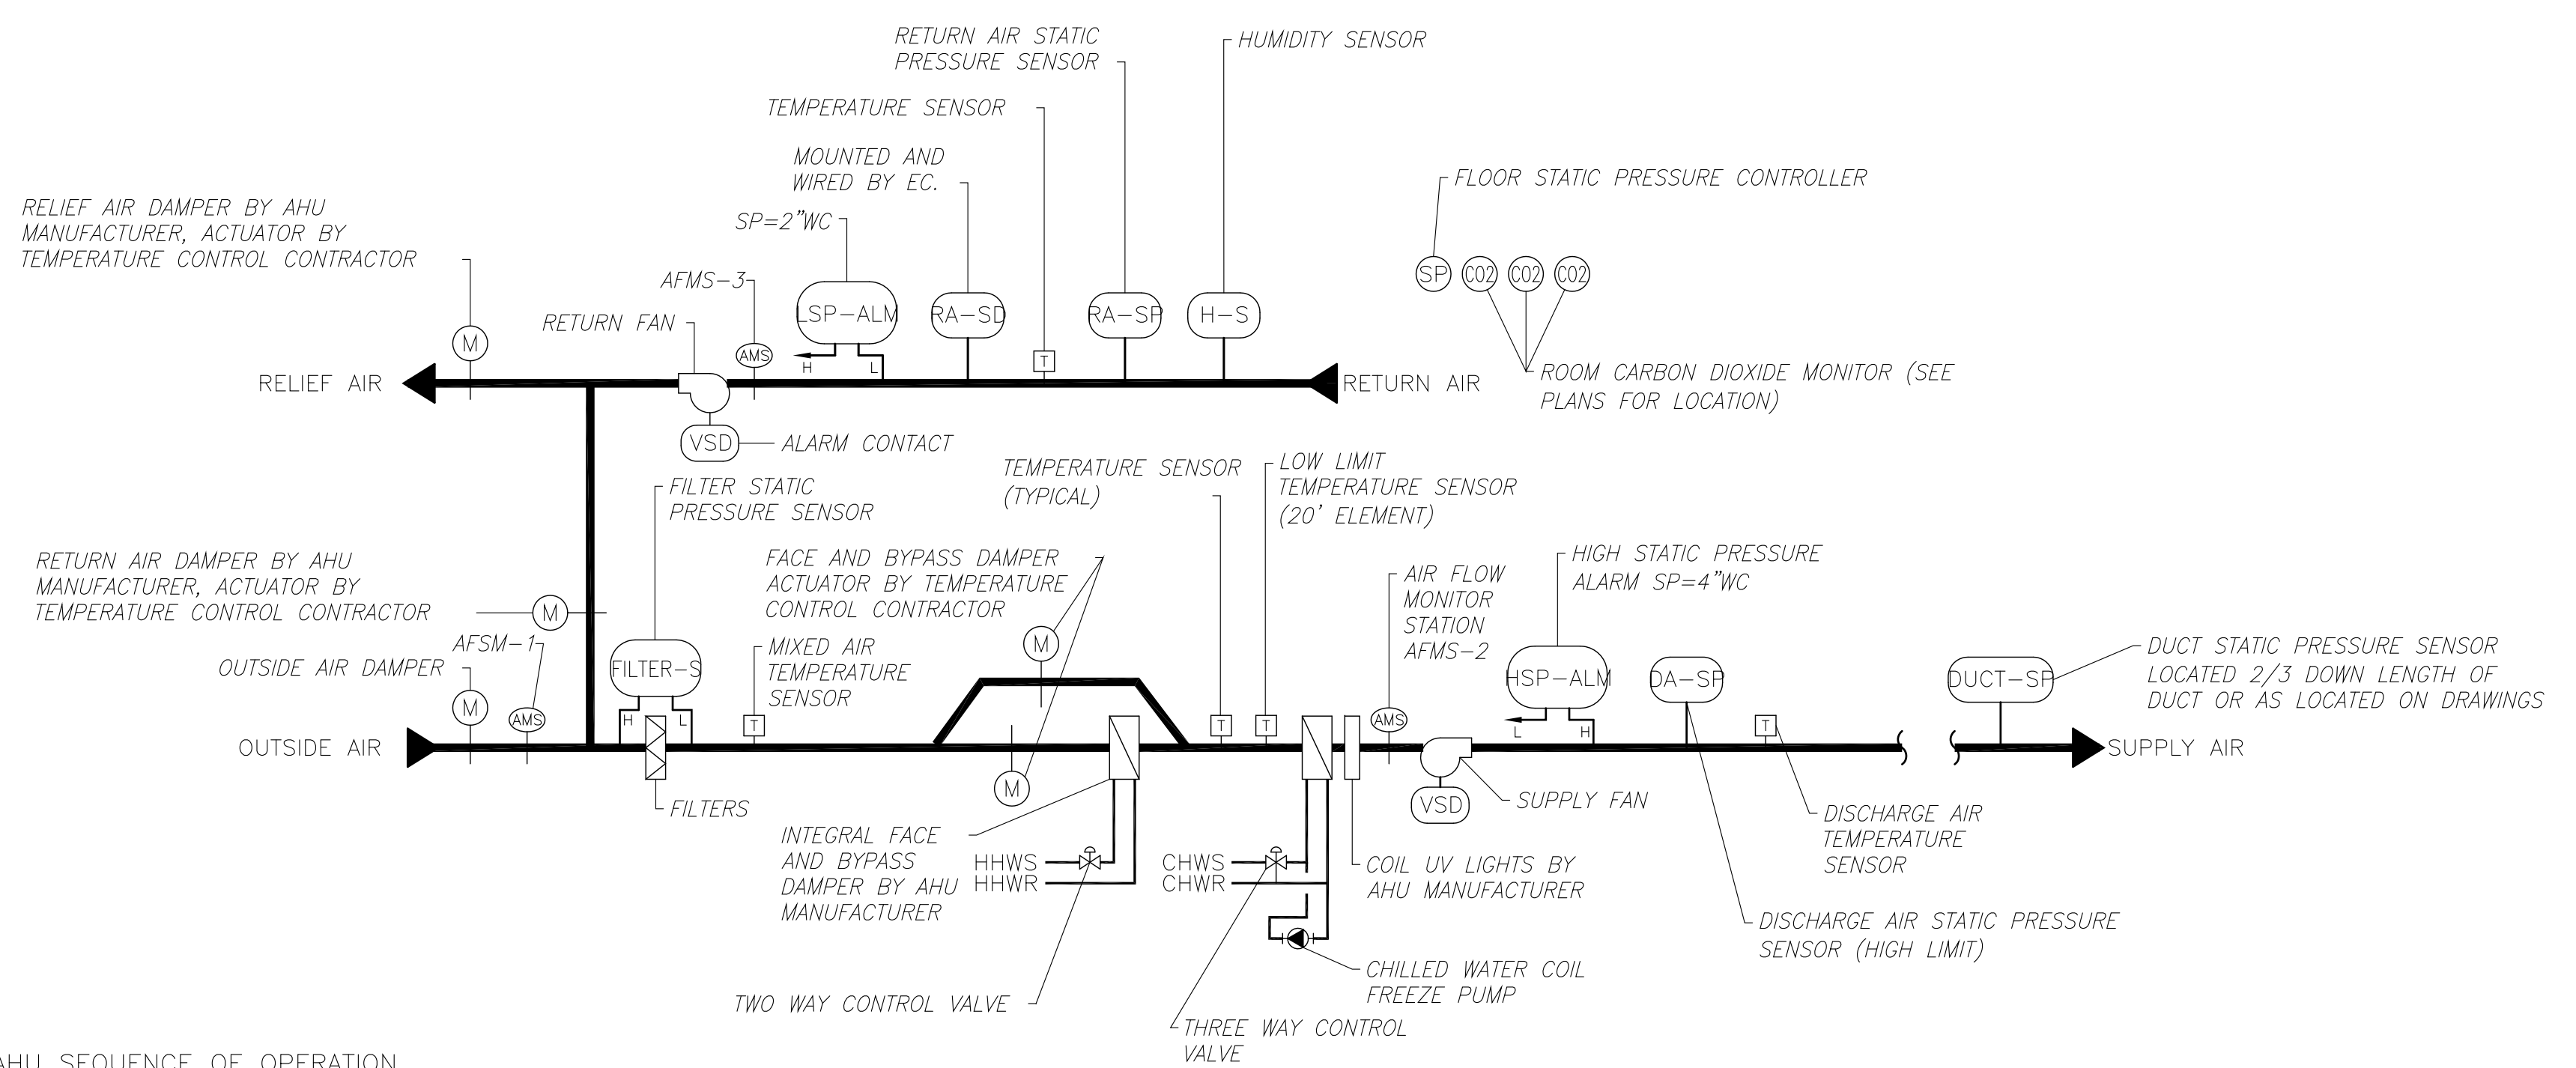 RETURN AIR STATIC
PRESSURE SENSOR
HUMIDITY SENSOR
TEMPERATURE SENSOR
MOUNTED AND
WIRED BY EC.
SP=2"WC
FLOOR STATIC PRESSURE CONTROLLER
RELIEF AIR DAMPER BY AHU
MANUFACTURER, ACTUATOR BY
TEMPERATURE CONTROL CONTRACTOR
AFMS-3
RETURN FAN
M
AMS
LSP-ALM
H
L
RA-SD
T
RA-SP
H-S
SP
CO2
CO2
CO2
RELIEF AIR
RETURN AIR
ROOM CARBON DIOXIDE MONITOR (SEE
PLANS FOR LOCATION)
VSD
ALARM CONTACT
FILTER STATIC
PRESSURE SENSOR
TEMPERATURE SENSOR
(TYPICAL)
LOW LIMIT
TEMPERATURE SENSOR
(20' ELEMENT)
RETURN AIR DAMPER BY AHU
MANUFACTURER, ACTUATOR BY
TEMPERATURE CONTROL CONTRACTOR
M
FACE AND BYPASS DAMPER
ACTUATOR BY TEMPERATURE
CONTROL CONTRACTOR
AIR FLOW
MONITOR
STATION
AFMS-2
HIGH STATIC PRESSURE
ALARM SP=4"WC
AFSM-1
OUTSIDE AIR DAMPER
M
AMS
FILTER-S
H
L
MIXED AIR
TEMPERATURE
SENSOR
T
M
M
T
T
AMS
HSP-ALM
L
H
DA-SP
T
DUCT-SP
DUCT STATIC PRESSURE SENSOR
LOCATED 2/3 DOWN LENGTH OF
DUCT OR AS LOCATED ON DRAWINGS
OUTSIDE AIR
SUPPLY AIR
FILTERS
VSD
SUPPLY FAN
INTEGRAL FACE
AND BYPASS
DAMPER BY AHU
MANUFACTURER
HHWS
HHWR
CHWS
CHWR
COIL UV LIGHTS BY
AHU MANUFACTURER
DISCHARGE AIR
TEMPERATURE
SENSOR
DISCHARGE AIR STATIC PRESSURE
SENSOR (HIGH LIMIT)
CHILLED WATER COIL
FREEZE PUMP
TWO WAY CONTROL VALVE
THREE WAY CONTROL
VALVE
AHU SEQUENCE OF OPERATION